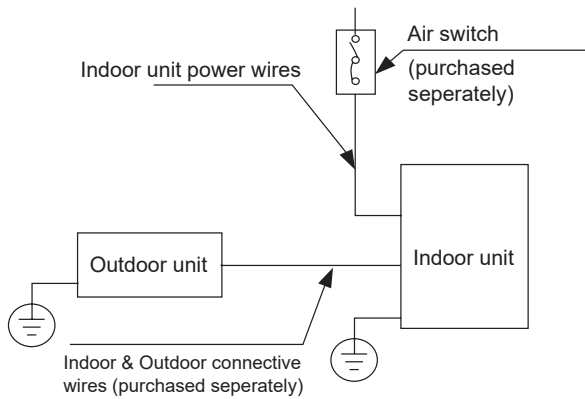 Air switch
(purchased
seperately)
Indoor unit power wires
Outdoor unit
Indoor unit
Indoor & Outdoor connective
wires (purchased seperately)